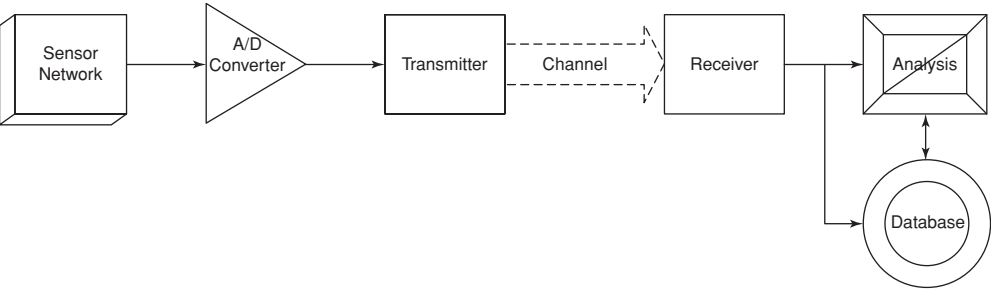 Sensor
Network
A/D
Converter
Transmitter
Channel
Receiver
Analysis
Database